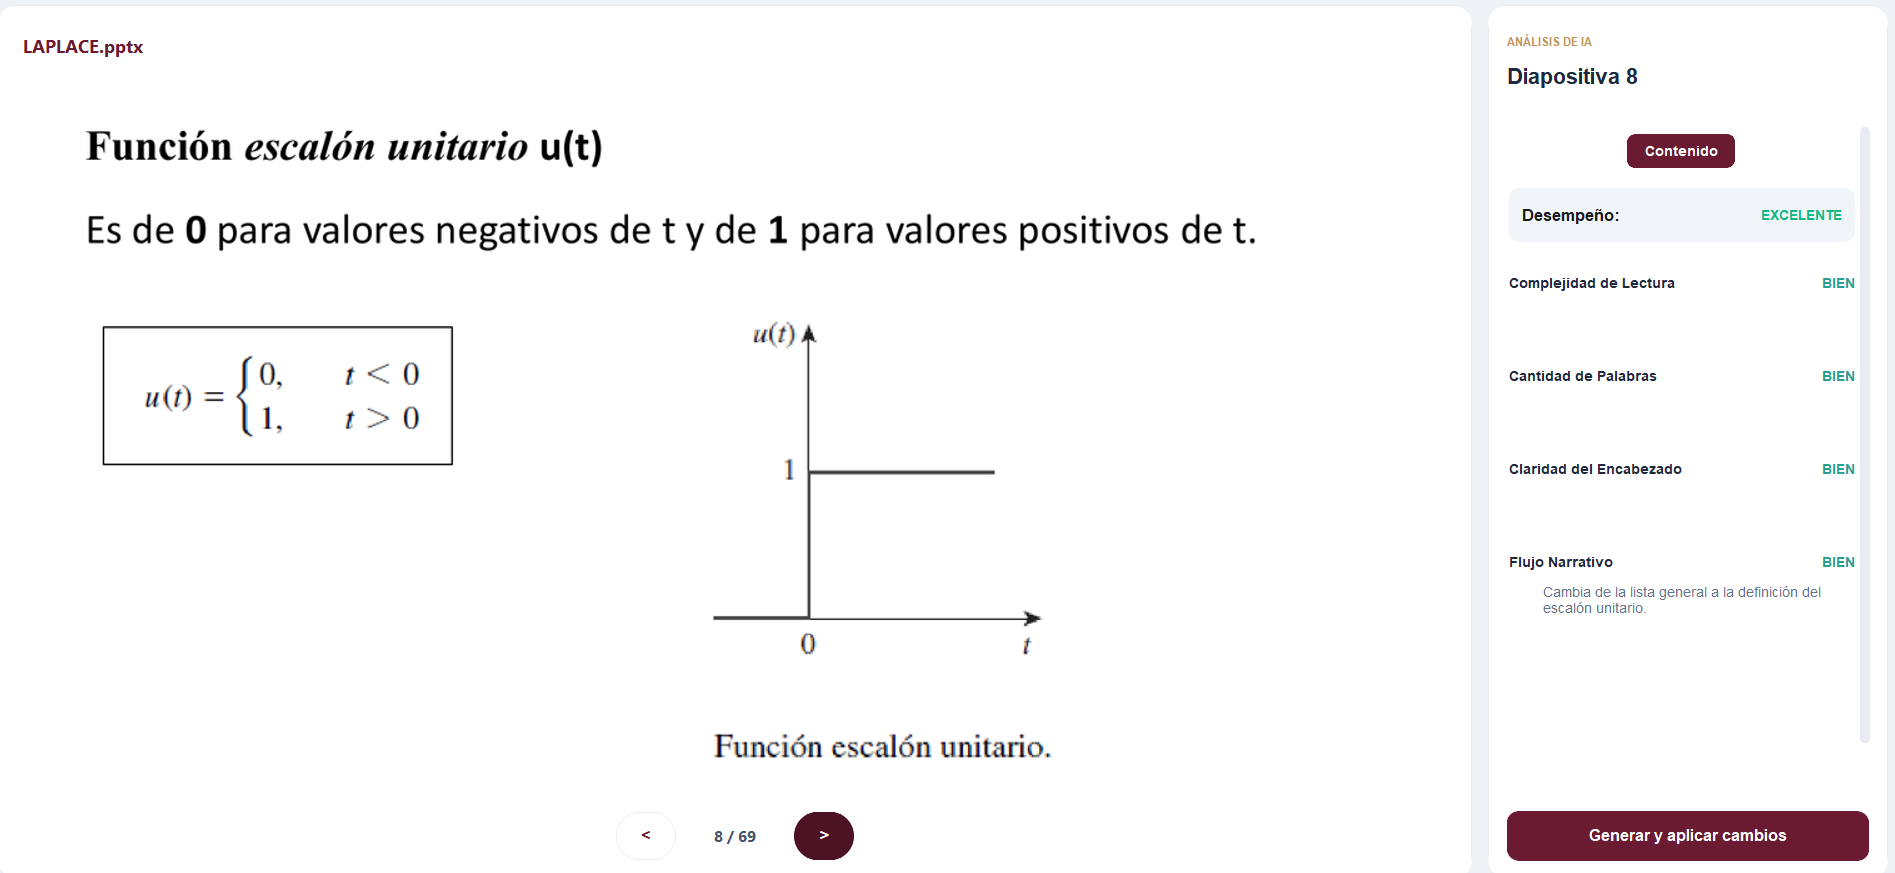 LAPLACE.pptx
Función escalón unitario u(t)
Es de 0 para valores negativos de t y de 1 para valores positivos de t.
u(t) = { 0, t < 0
1, t > 0
u(t)
1
0
t
Función escalón unitario.
<
8 / 69
>
ANÁLISIS DE IA
Diapositiva 8
Contenido
Desempeño: EXCELENTE
Complejidad de Lectura BIEN
Cantidad de Palabras BIEN
Claridad del Encabezado BIEN
Flujo Narrativo BIEN
Cambia de la lista general a la definición del
escalón unitario.
Generar y aplicar cambios